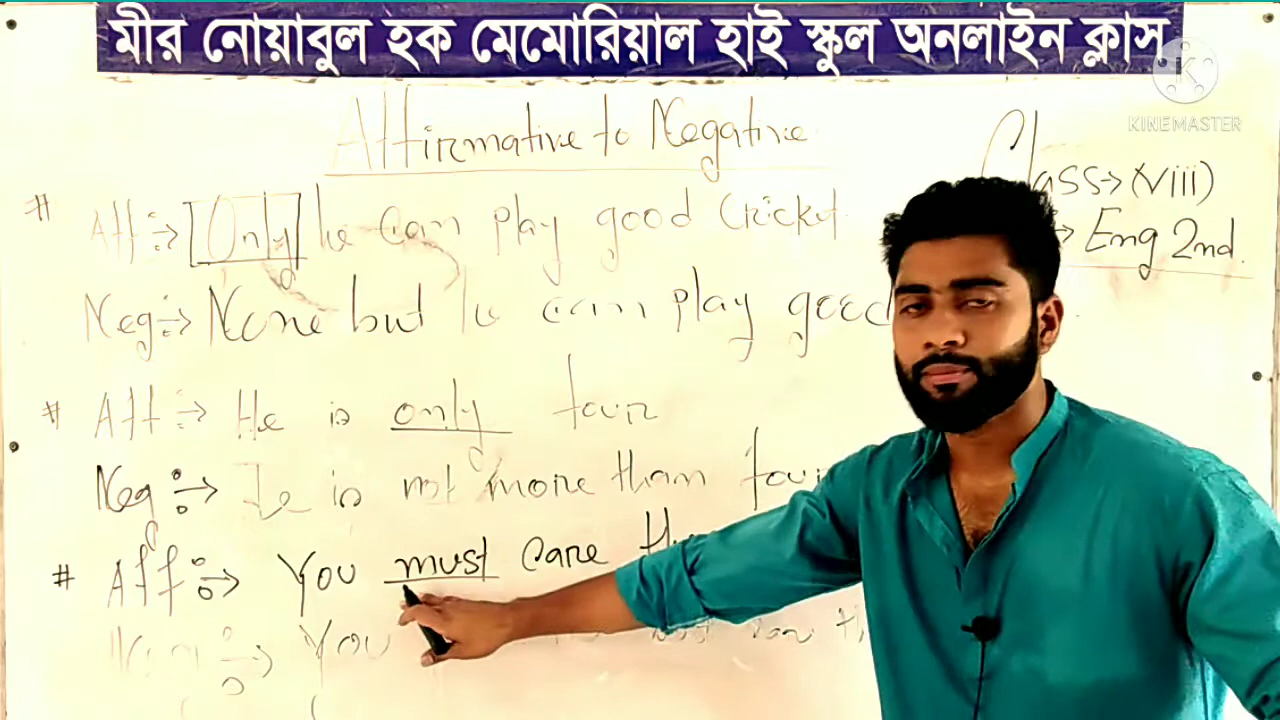 মীর নোয়াবুল হক মেমোরিয়াল হাই স্কুল অনলাইন ক্লাস
KINEMASTER
Affirmative to Negative
Class→ (viii)
→ Eng 2nd.
# Aff:→ Only he can play good Cricket
Neg:→ None but he can play good
# Aff:→ He is only four
Neg:→ He is not more than four
# Aff:→ You must care
Neg:→ You